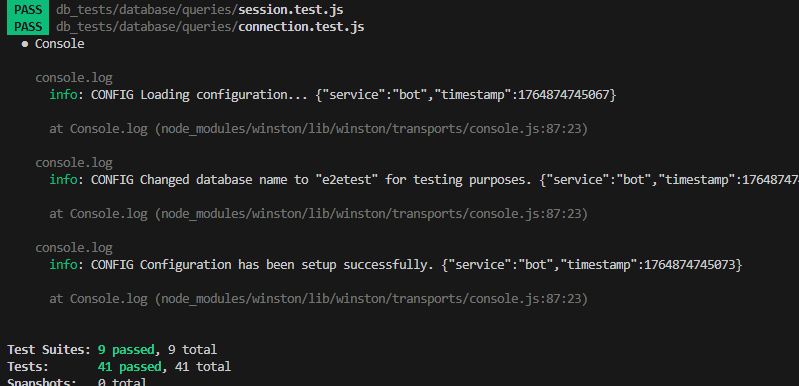 PASS db_tests/database/queries/session.test.js
PASS db_tests/database/queries/connection.test.js
● Console
console.log
info: CONFIG Loading configuration... {"service":"bot","timestamp":1764874745067}
at Console.log (node_modules/winston/lib/winston/transports/console.js:87:23)
console.log
info: CONFIG Changed database name to "e2etest" for testing purposes. {"service":"bot","timestamp":17648747
at Console.log (node_modules/winston/lib/winston/transports/console.js:87:23)
console.log
info: CONFIG Configuration has been setup successfully. {"service":"bot","timestamp":1764874745073}
at Console.log (node_modules/winston/lib/winston/transports/console.js:87:23)
Test Suites: 9 passed, 9 total
Tests: 41 passed, 41 total
Snapshots: 0 total